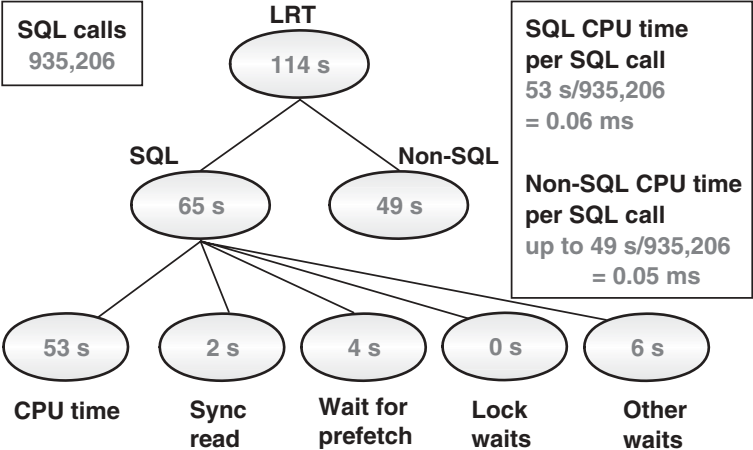 SQL calls
935,206
LRT
114 s
SQL CPU time
per SQL call
53 s/935,206
= 0.06 ms
Non-SQL CPU time
per SQL call
up to 49 s/935,206
= 0.05 ms
SQL
Non-SQL
65 s
49 s
53 s
2 s
4 s
0 s
6 s
CPU time
Sync
read
Wait for
prefetch
Lock
waits
Other
waits